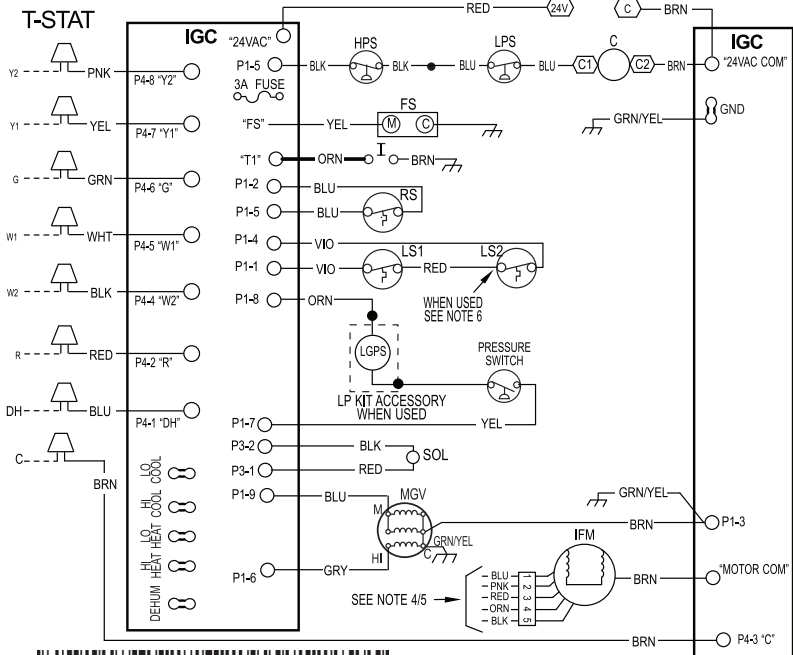 T-STAT
IGC
"24VAC"
RED
24V
C
BRN
IGC
"24VAC COM"
HPS
LPS
C
P1-5
BLK
BLK
BLU
BLU
C1
C2
BRN
3A FUSE
GND
GRN/YEL
Y2
PNK
P4-8 "Y2"
Y1
YEL
P4-7 "Y1"
G
GRN
P4-6 "G"
W1
WHT
P4-5 "W1"
W2
BLK
P4-4 "W2"
R
RED
P4-2 "R"
DH
BLU
P4-1 "DH"
C
BRN
"FS"
YEL
FS
M
C
"T1"
ORN
I
BRN
P1-2
BLU
RS
P1-5
BLU
P1-4
VIO
LS1
LS2
P1-1
VIO
RED
P1-8
ORN
WHEN USED
SEE NOTE 6
LGPS
PRESSURE
SWITCH
LP KIT ACCESSORY
WHEN USED
P1-7
YEL
P3-2
BLK
SOL
P3-1
RED
P1-9
BLU
MGV
M
HI
C
GRN/YEL
GRN/YEL
BRN
P1-3
P1-6
GRY
LO
COOL
HI
COOL
LO
HEAT
HI
HEAT
DEHUM
IFM
SEE NOTE 4/5
BLU 1
PNK 2
RED 3
ORN 4
BLK 5
BRN
"MOTOR COM"
BRN
P4-3 "C"